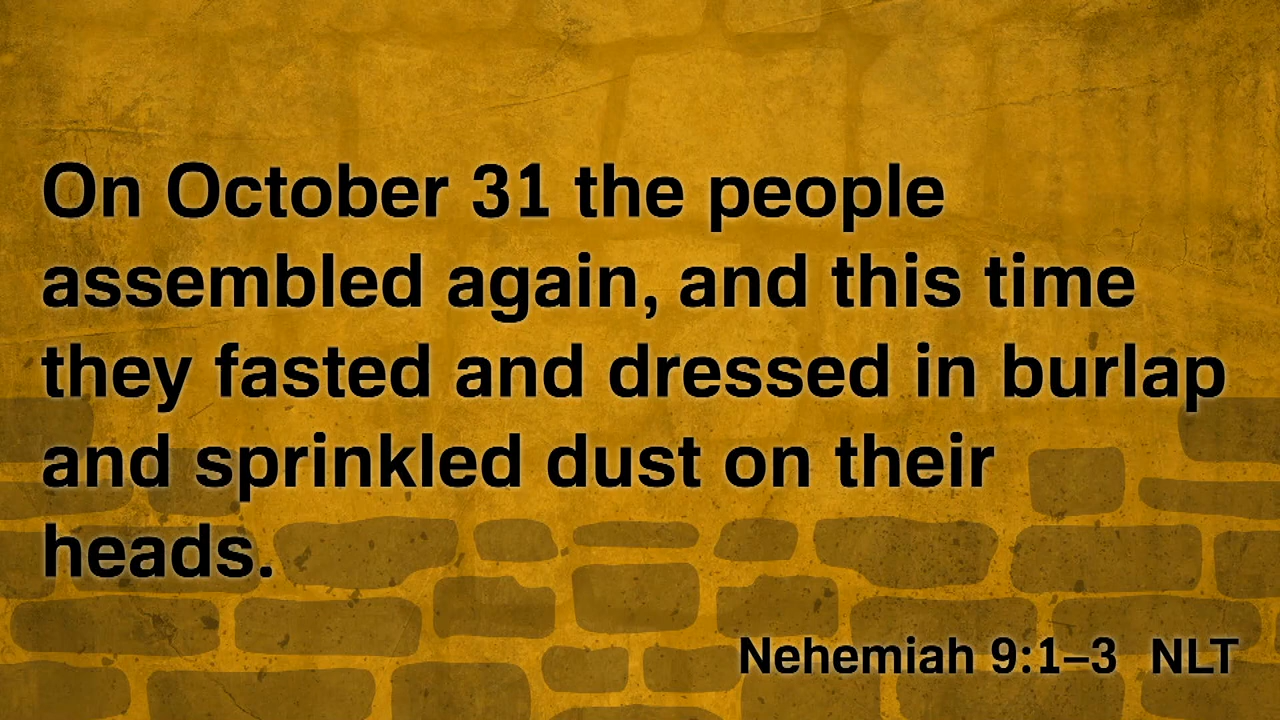 On October 31 the people
assembled again, and this time
they fasted and dressed in burlap
and sprinkled dust on their
heads.
Nehemiah 9:1–3 NLT